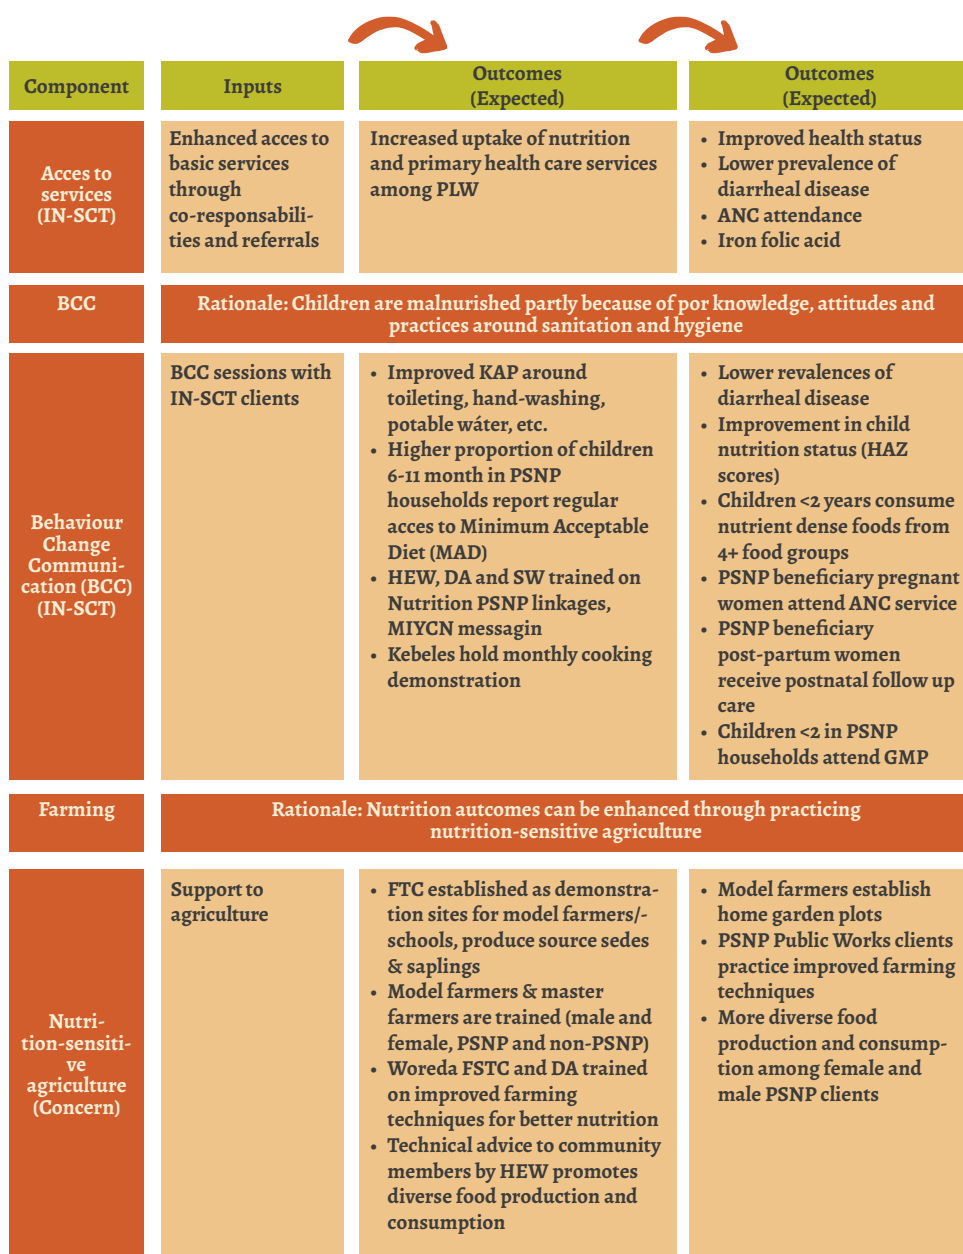 Component
Inputs
Outcomes
(Expected)
Outcomes
(Expected)
Acces to
services
(IN-SCT)
Enhanced acces to
basic services
through
co-responsabili-
ties and referrals
Increased uptake of nutrition
and primary health care services
among PLW
• Improved health status
• Lower prevalence of
diarrheal disease
• ANC attendance
• Iron folic acid
BCC
Rationale: Children are malnurished partly because of por knowledge, attitudes and
practices around sanitation and hygiene
Behaviour
Change
Communi-
cation (BCC)
(IN-SCT)
BCC sessions with
IN-SCT clients
• Improved KAP around
toileting, hand-washing,
potable wáter, etc.
• Higher proportion of children
6-11 month in PSNP
households report regular
acces to Minimum Acceptable
Diet (MAD)
• HEW, DA and SW trained on
Nutrition PSNP linkages,
MIYCN messagin
• Kebeles hold monthly cooking
demonstration
• Lower revalences of
diarrheal disease
• Improvement in child
nutrition status (HAZ
scores)
• Children <2 years consume
nutrient dense foods from
4+ food groups
• PSNP beneficiary pregnant
women attend ANC service
• PSNP beneficiary
post-partum women
receive postnatal follow up
care
• Children <2 in PSNP
households attend GMP
Farming
Rationale: Nutrition autcomes can be enhanced through practicing
nutrition-sensitive agriculture
Nutri-
tion-sensiti-
ve
agriculture
(Concern)
Support to
agriculture
• FTC established as demonstra-
tion sites for model farmers/-
schools, produce source sedes
& saplings
• Model farmers & master
farmers are trained (male and
female, PSNP and non-PSNP)
• Woreda FSTC and DA trained
on improved farming
techniques for better nutrition
• Technical advice to community
members by HEW promotes
diverse food production and
consumption
• Model farmers establish
home garden plots
• PSNP Public Works clients
practice improved farming
techniques
• More diverse food
production and consump-
tion among female and
male PSNP clients